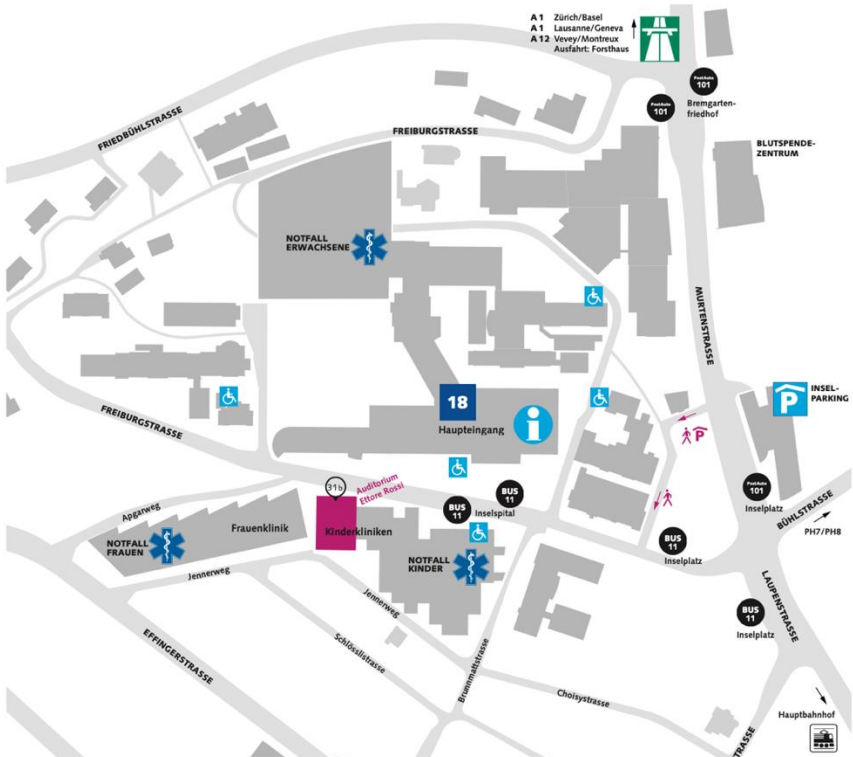 A 1 Zürich/Basel
A 1 Lausanne/Geneva
A 12 Vevey/Montreux
Ausfahrt: Forsthaus
PostAuto
101
Bremgarten-
friedhof
PostAuto
101
FRIEDBÜHLSTRASSE
FREIBURGSTRASSE
BLUTSPENDE-
ZENTRUM
NOTFALL
ERWACHSENE
MURTENSTRASSE
18
Haupteingang
i
P
INSEL-
PARKING
P
FREIBURGSTRASSE
31b
Auditorium
Ettore Rossi
Apgarweg
Frauenklinik
Kinderkliniken
NOTFALL
FRAUEN
BUS
11
BUS
11
Inselspital
PostAuto
101
Inselplatz
BÜHLSTRASSE
PH7/PH8
BUS
11
Inselplatz
NOTFALL
KINDER
Jennerweg
Jennerweg
LAUPENSTRASSE
BUS
11
Inselplatz
EFFINGERSTRASSE
Schlösslistrasse
Brunnmattstrasse
Choisystrasse
Hauptbahnhof
STRASSE